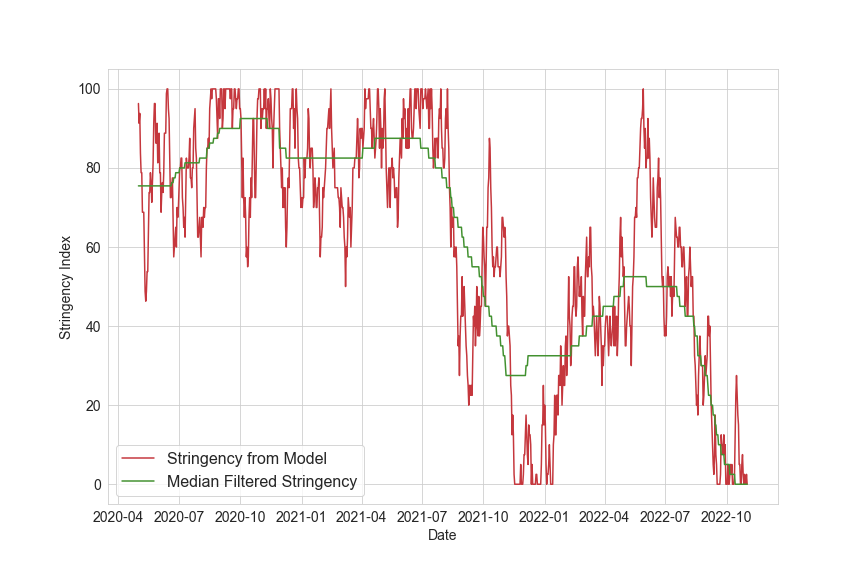 100
80
60
40
20
0
Stringency Index
Stringency from Model
Median Filtered Stringency
2020-04 2020-07 2020-10 2021-01 2021-04 2021-07 2021-10 2022-01 2022-04 2022-07 2022-10
Date